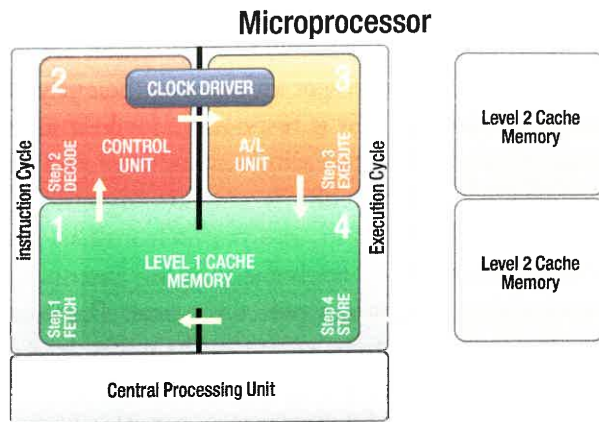 Microprocessor
instruction Cycle
2
Step 2
DECODE
CONTROL
UNIT
CLOCK DRIVER
3
A/L
UNIT
Step 3
EXECUTE
Execution Cycle
1
Step 1
FETCH
LEVEL 1 CACHE
MEMORY
4
Step 4
STORE
Central Processing Unit
Level 2 Cache
Memory
Level 2 Cache
Memory